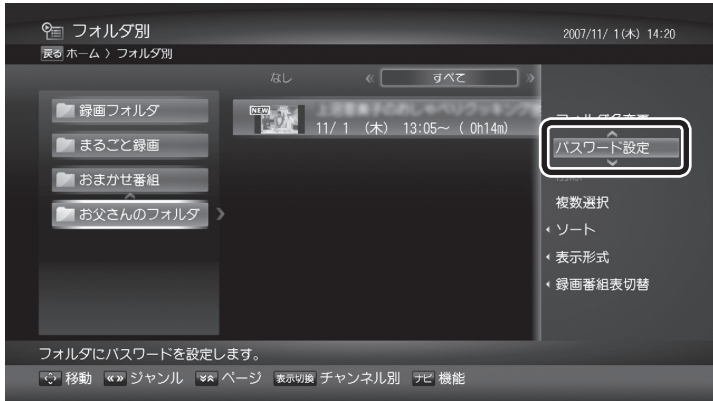 フォルダ別
2007/11/ 1(木) 14:20
戻る ホーム 〉 フォルダ別
なし
« すべて »
録画フォルダ
まるごと録画
おまかせ番組
お父さんのフォルダ
NEW
11/ 1 (木) 13:05~ ( 0h14m)
パスワード設定
複数選択
ソート
表示形式
録画番組表切替
フォルダにパスワードを設定します。
移動 «» ジャンル ページ 表示切換 チャンネル別 ナビ 機能